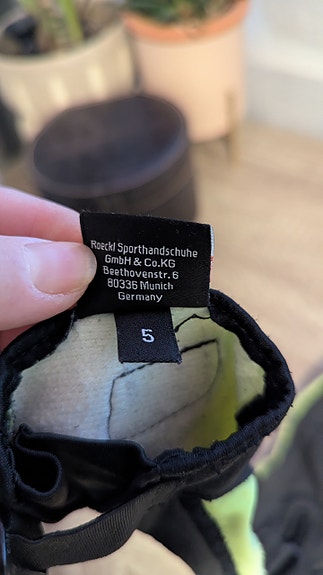 Roeckl Sporthandschuhe
GmbH & Co.KG
Beethovenstr. 6
80336 Munich
Germany
5